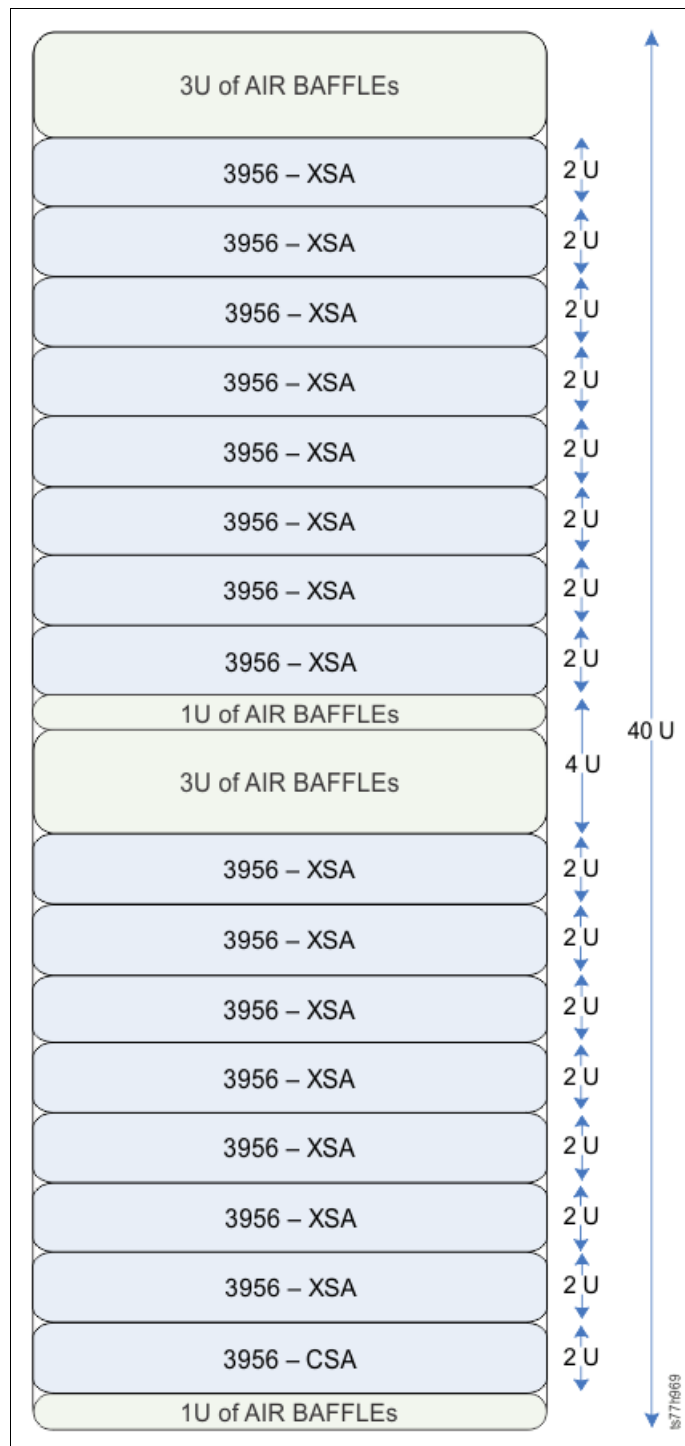 3U of AIR BAFFLEs
3956 – XSA
2 U
3956 – XSA
2 U
3956 – XSA
2 U
3956 – XSA
2 U
3956 – XSA
2 U
3956 – XSA
2 U
3956 – XSA
2 U
3956 – XSA
2 U
1U of AIR BAFFLEs
40 U
4 U
3U of AIR BAFFLEs
3956 – XSA
2 U
3956 – XSA
2 U
3956 – XSA
2 U
3956 – XSA
2 U
3956 – XSA
2 U
3956 – XSA
2 U
3956 – XSA
2 U
3956 – CSA
2 U
1U of AIR BAFFLEs
ts77h969